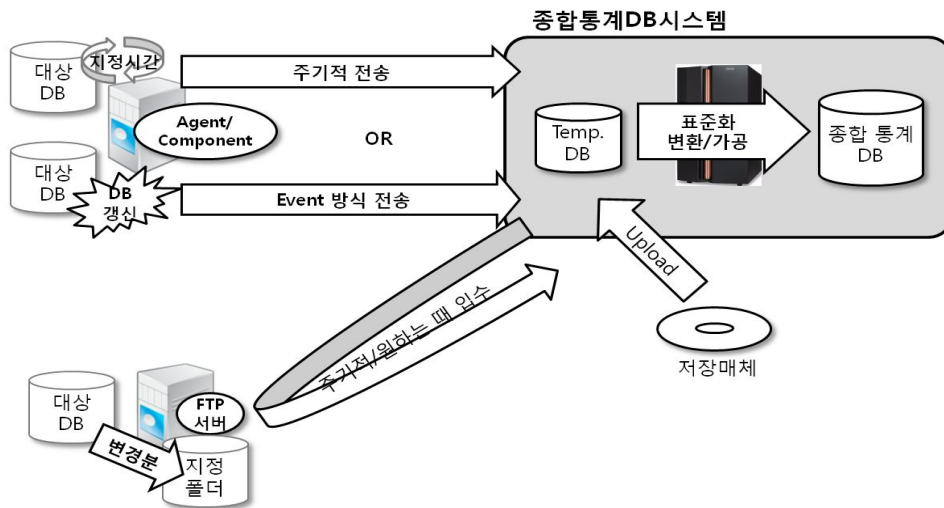 종합통계DB시스템
지정시간
대상
DB
주기적 전송
Agent/
Component
OR
Temp.
DB
표준화
변환/가공
종합 통계
DB
대상
DB
DB
갱신
Event 방식 전송
Upload
주기적/원하는 때 입수
저장매체
대상
DB
FTP
서버
변경분
지정
폴더